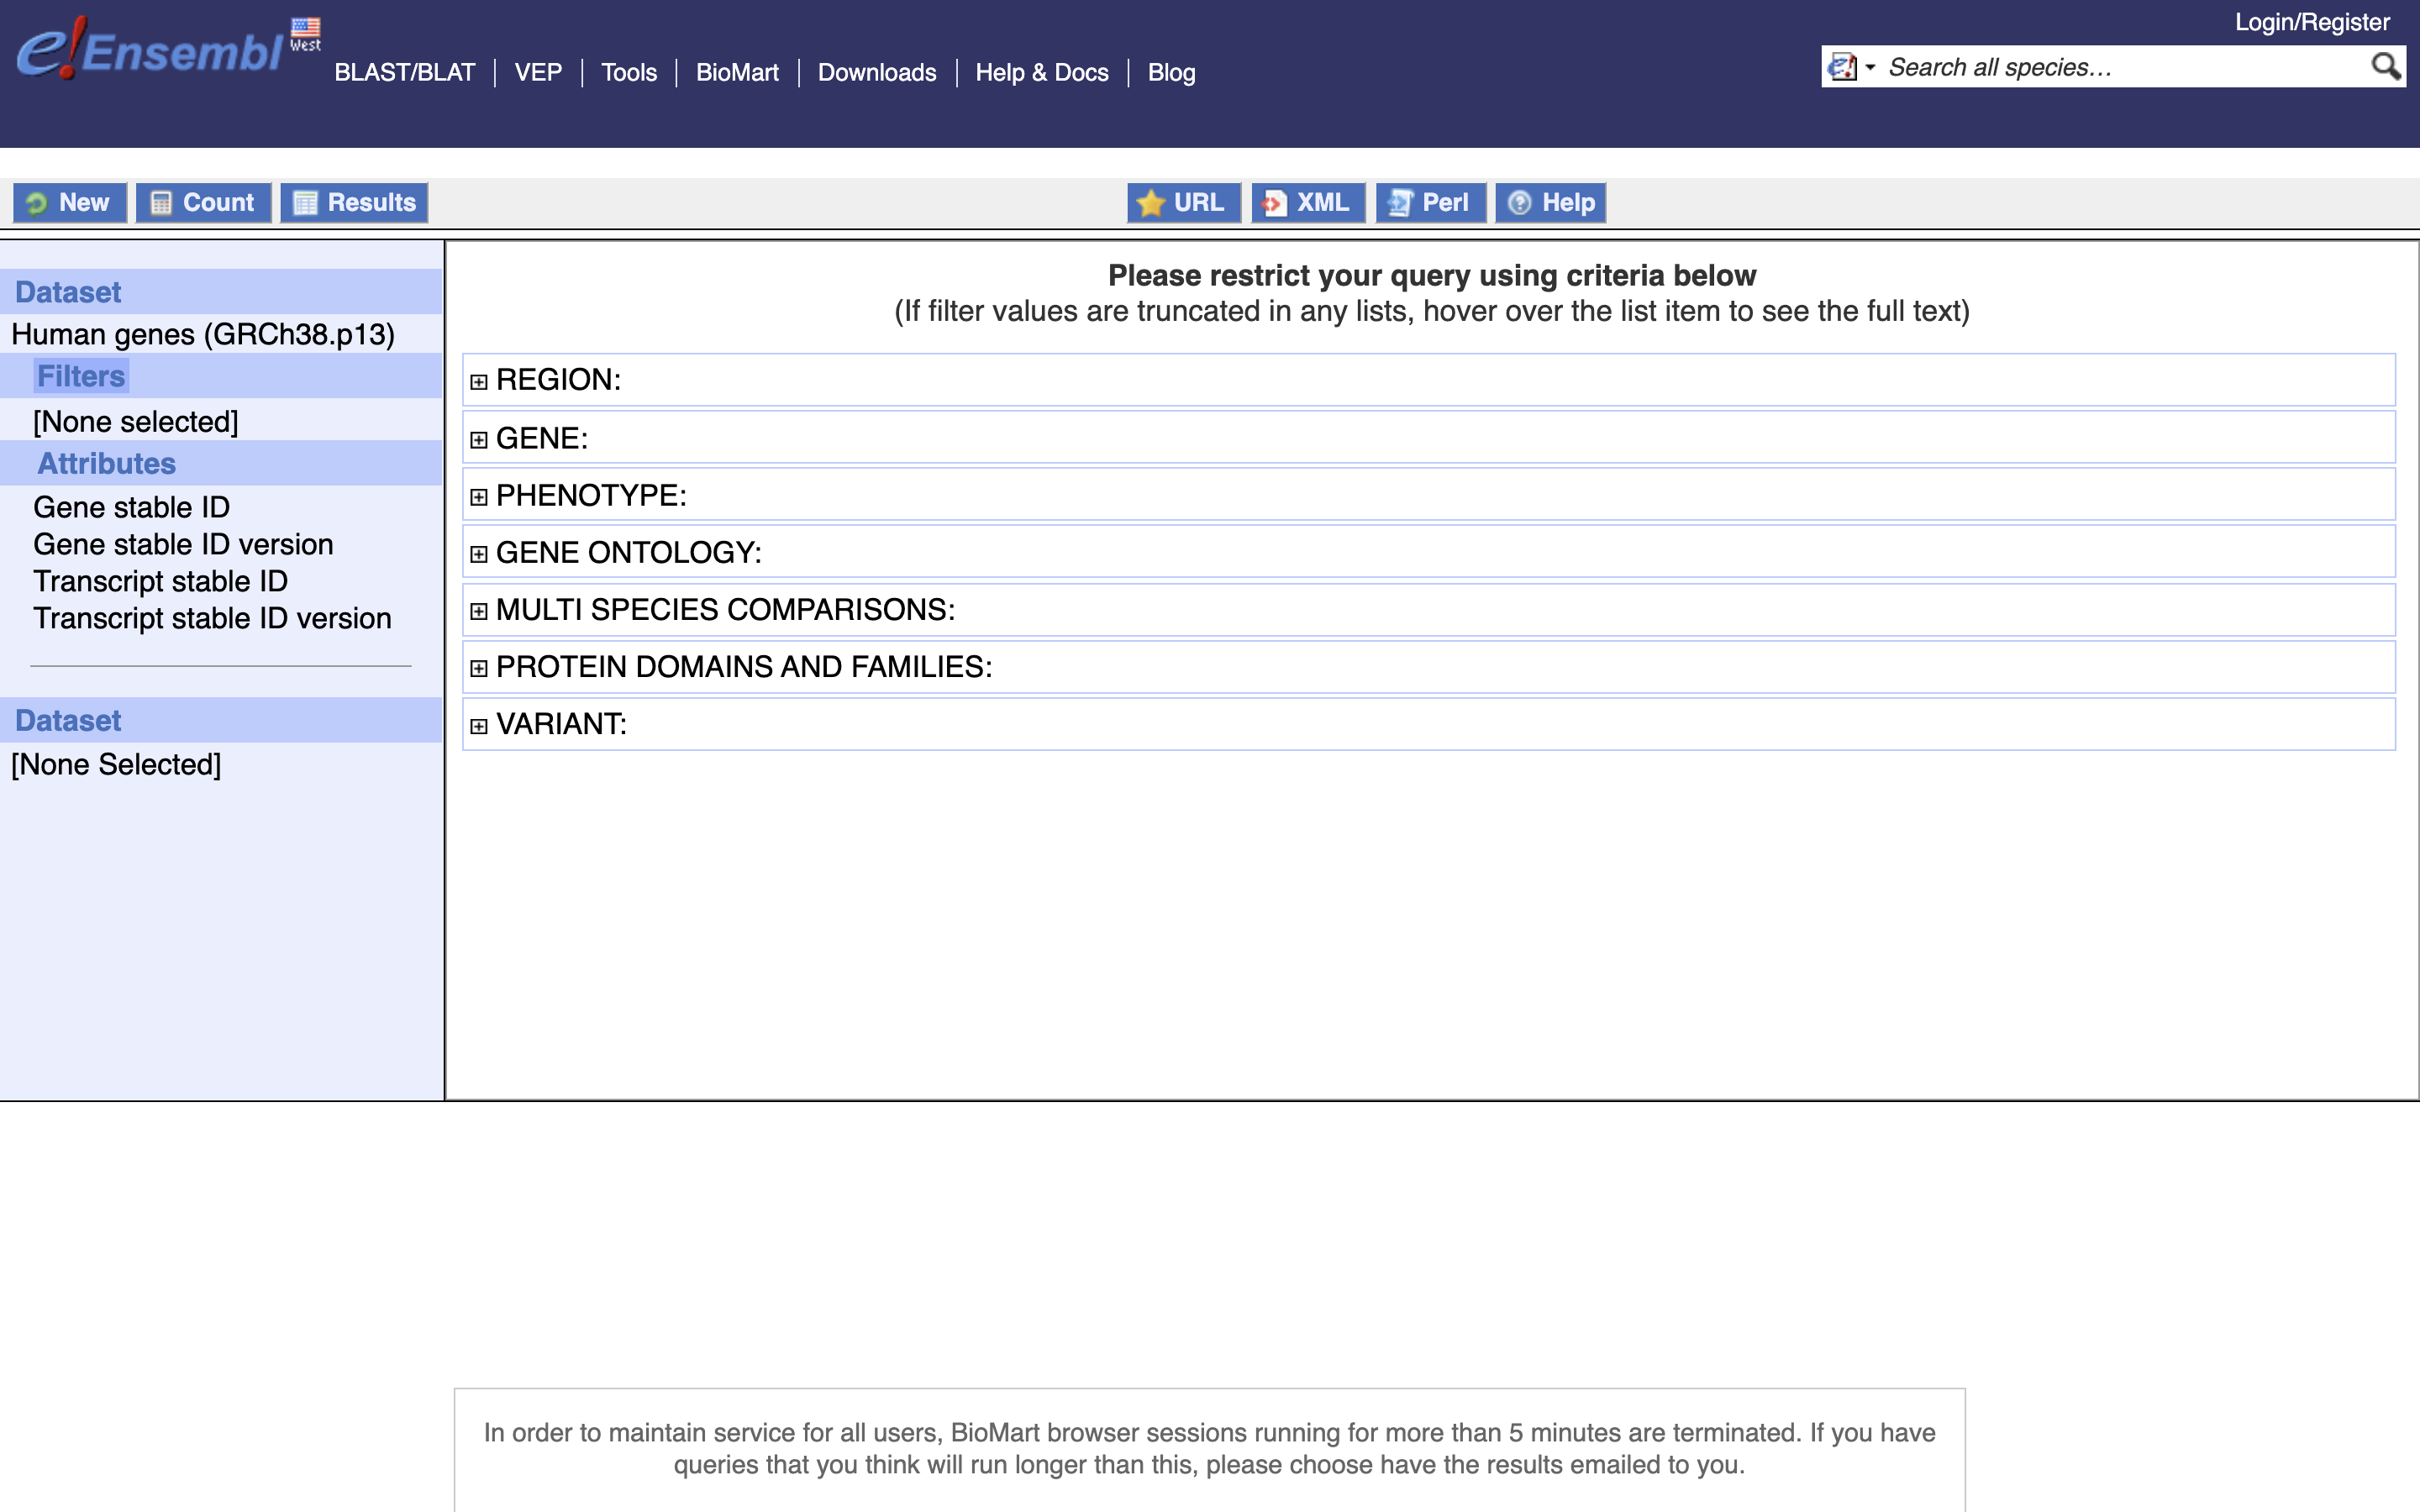 Login/Register
e!Ensembl West
BLAST/BLAT | VEP | Tools | BioMart | Downloads | Help & Docs | Blog
Search all species...
New Count Results URL XML Perl Help
Dataset
Human genes (GRCh38.p13)
Filters
[None selected]
Attributes
Gene stable ID
Gene stable ID version
Transcript stable ID
Transcript stable ID version
Dataset
[None Selected]
Please restrict your query using criteria below
(If filter values are truncated in any lists, hover over the list item to see the full text)
REGION:
GENE:
PHENOTYPE:
GENE ONTOLOGY:
MULTI SPECIES COMPARISONS:
PROTEIN DOMAINS AND FAMILIES:
VARIANT:
In order to maintain service for all users, BioMart browser sessions running for more than 5 minutes are terminated. If you have
queries that you think will run longer than this, please choose have the results emailed to you.